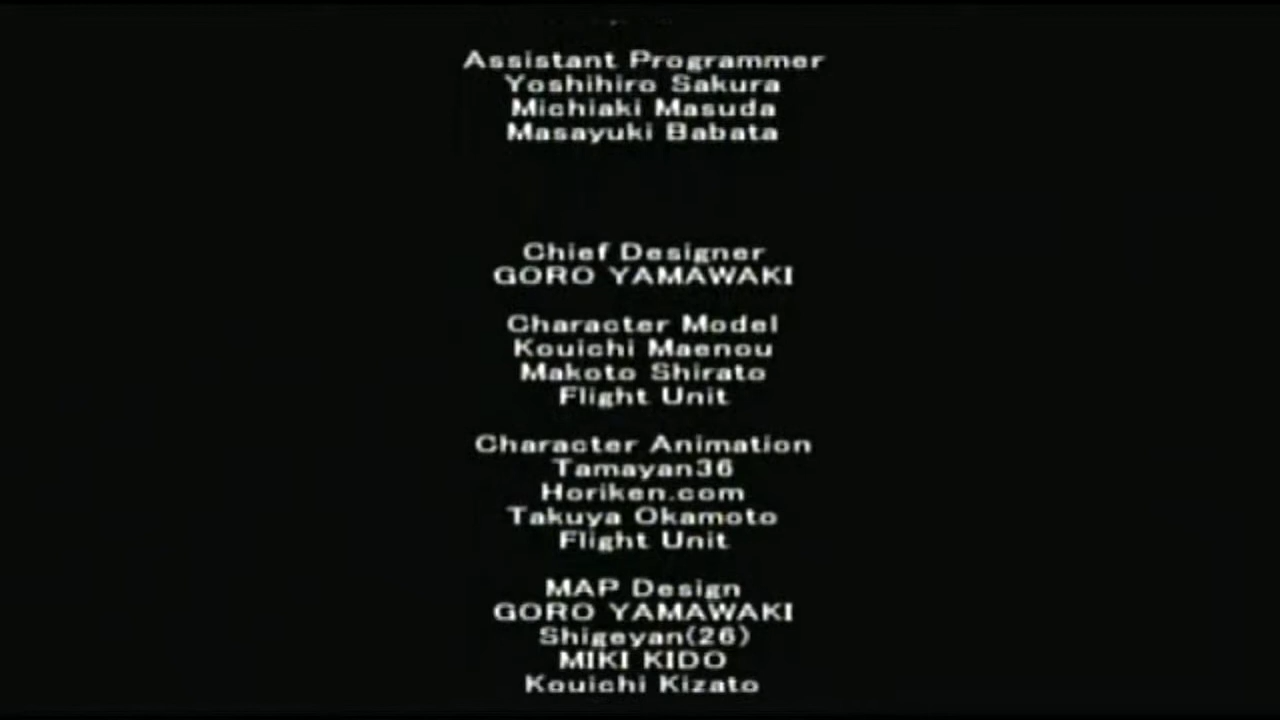 Assistant Programmer
Yoshihiro Sakura
Michiaki Masuda
Masayuki Babata
Chief Designer
GORO YAMAWAKI
Character Model
Kouichi Maenou
Makoto Shirato
Flight Unit
Character Animation
Tamayan36
Horiken.com
Takuya Okamoto
Flight Unit
MAP Design
GORO YAMAWAKI
Shigeyan(26)
MIKI KIDO
Kouichi Kizato